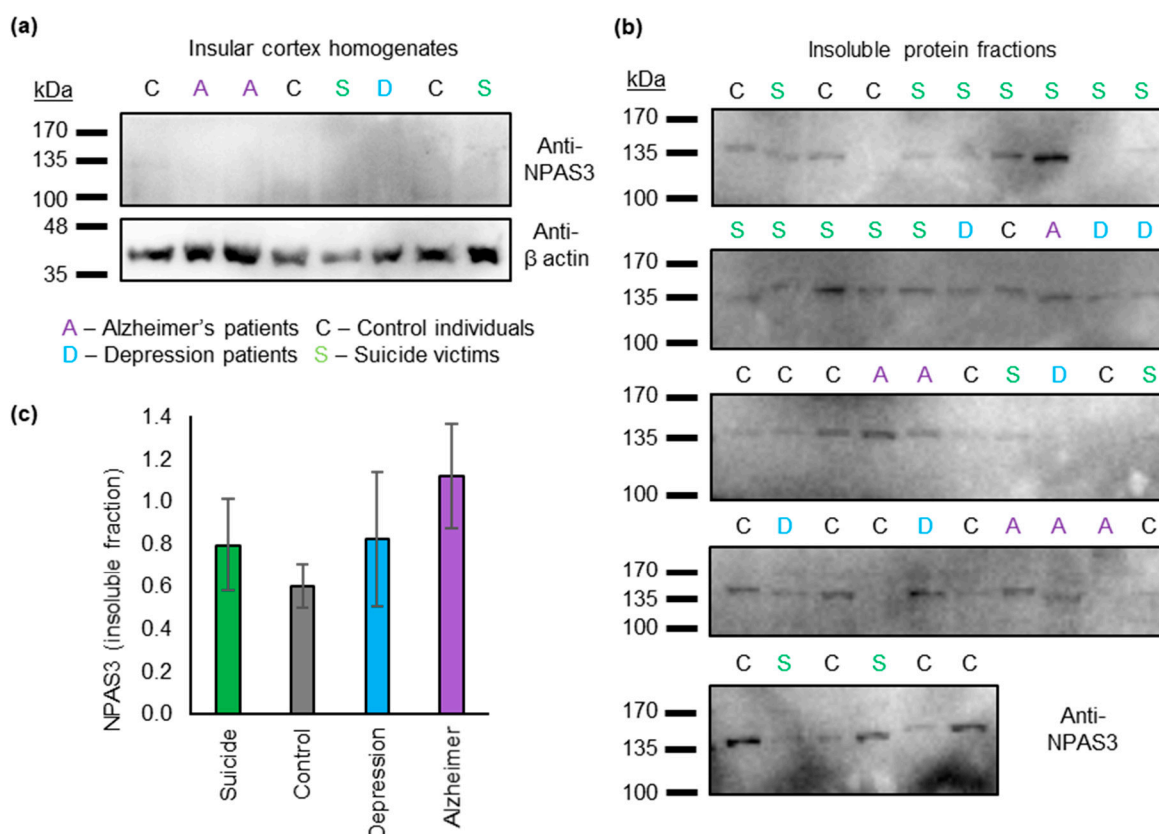 (a)
Insular cortex homogenates
kDa
C A A C S D C S
170
135
100
Anti-
NPAS3
48
35
Anti-
β actin
A – Alzheimer's patients C – Control individuals
D – Depression patients S – Suicide victims
(b)
Insoluble protein fractions
kDa
C S C C S S S S S S
170
135
100
S S S S S D C A D D
170
135
100
C C C A A C S D C S
170
135
100
C D C C D C A A A C
170
135
100
C S C S C C
170
135
100
Anti-
NPAS3
(c)
NPAS3 (insoluble fraction)
1.4
1.2
1.0
0.8
0.6
0.4
0.2
0.0
Suicide
Control
Depression
Alzheimer